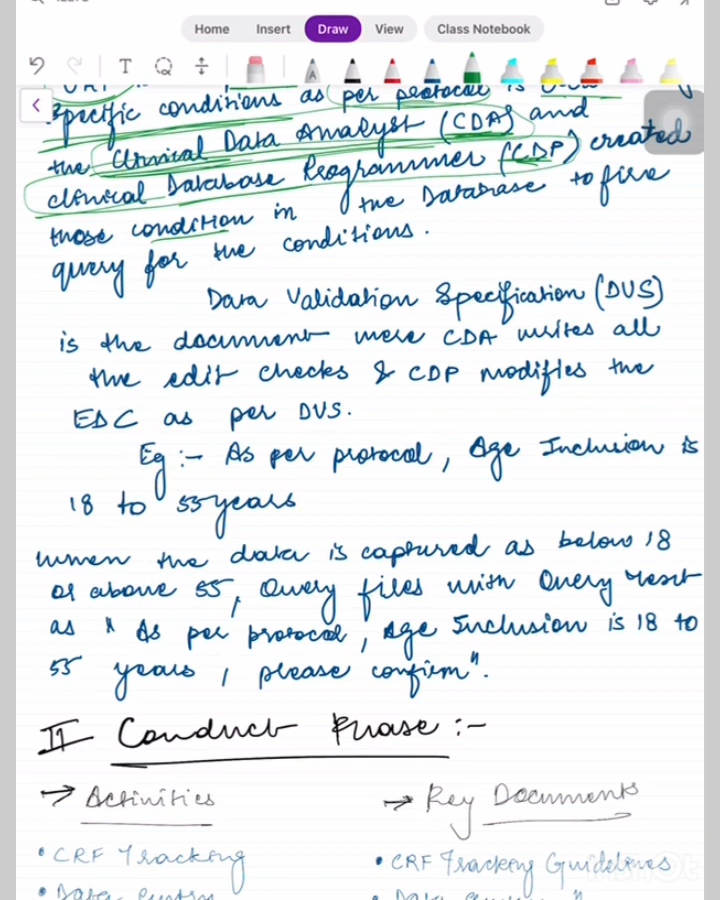 Home Insert Draw View Class Notebook
specific conditions as per protocol is
the Clinical Data Analyst (CDA) and
clinical Database Programmer (CDP) created
those condition in the Database to fire
query for the conditions.
Data Validation Specification (DVS)
is the document were CDA writes all
the edit checks & CDP modifies the
EDC as per DVS.
Eg :- As per protocol, Age Inclusion is
18 to 55 years
When the data is captured as below 18
or above 55, Query files with Query text
as " As per protocol, Age Inclusion is 18 to
55 years, please confirm".
II Conduct Phase :-
→ Activities → Key Documents
• CRF Tracking • CRF Tracking Guidelines
• Data Entry • Data